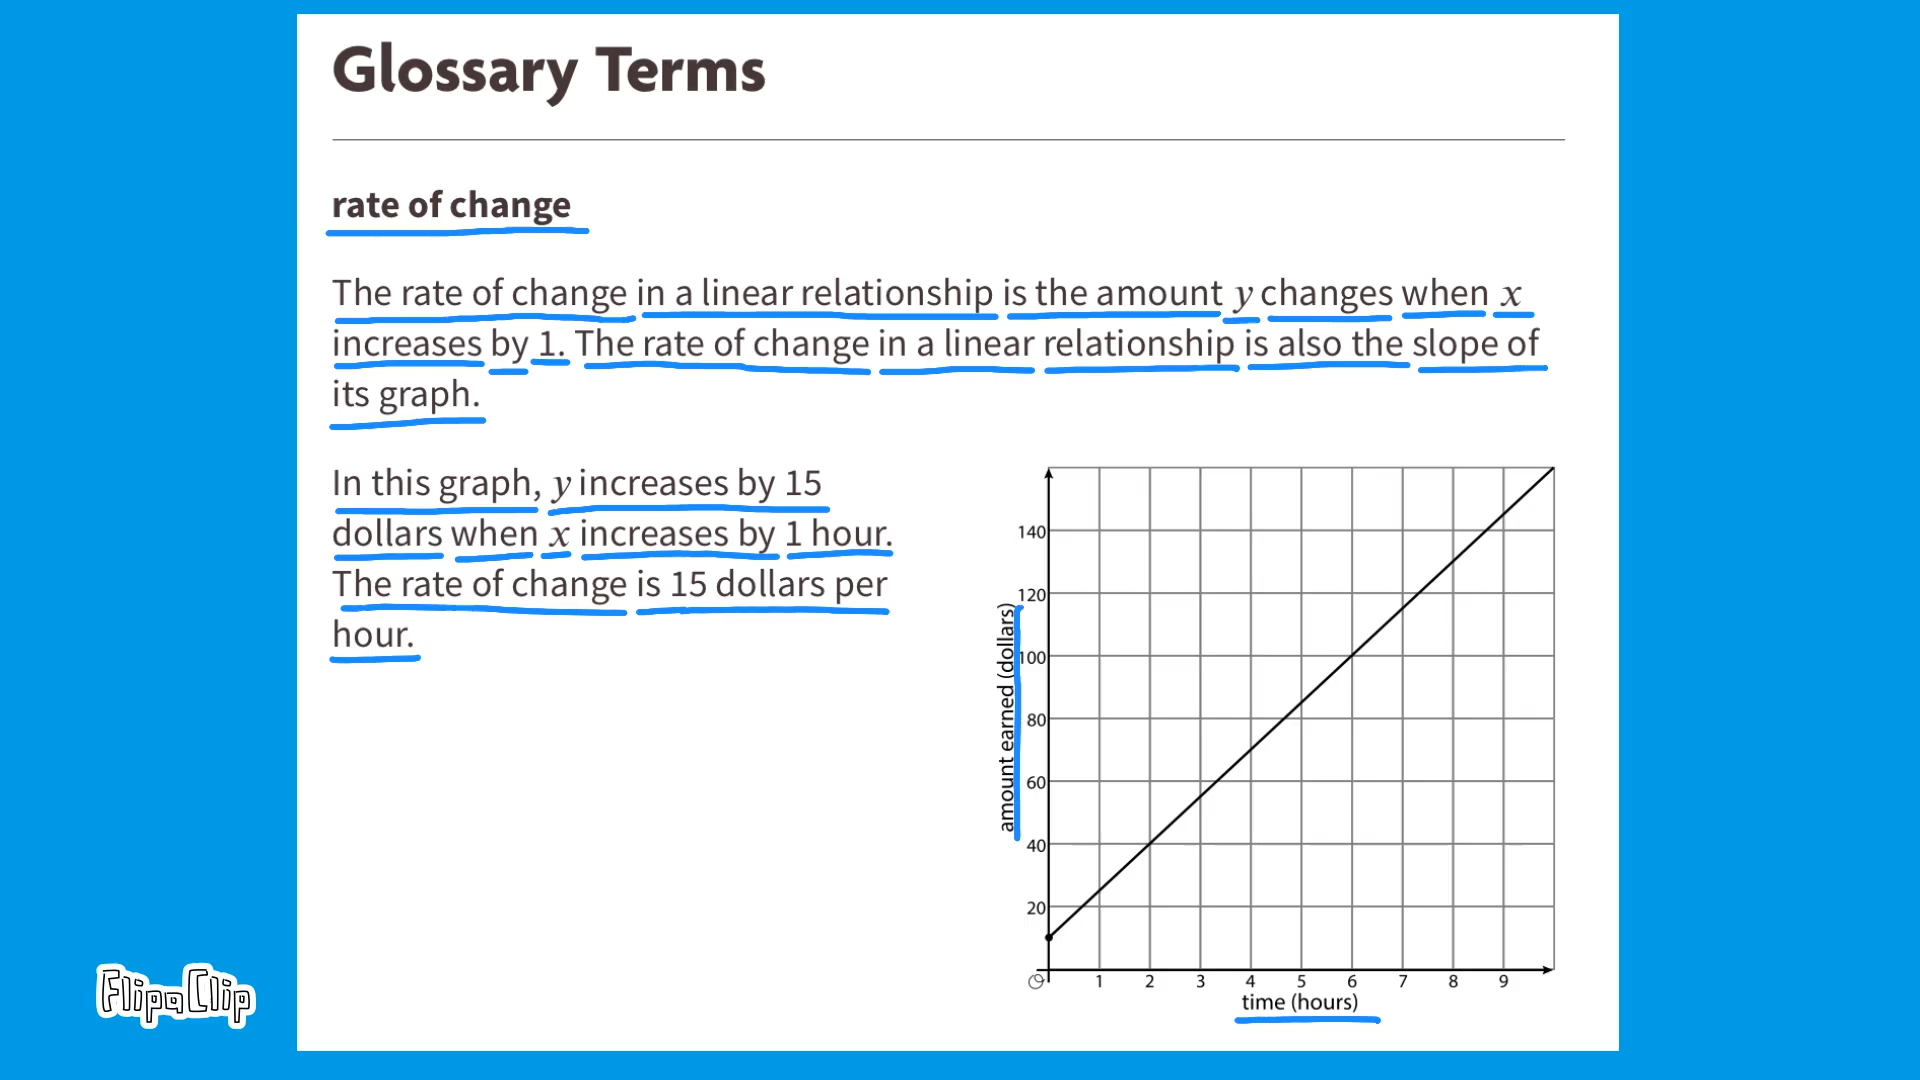 Glossary Terms
rate of change
The rate of change in a linear relationship is the amount y changes when x
increases by 1. The rate of change in a linear relationship is also the slope of
its graph.
In this graph, y increases by 15
dollars when x increases by 1 hour.
The rate of change is 15 dollars per
hour.
140
120
100
80
60
40
20
amount earned (dollars)
O 1 2 3 4 5 6 7 8 9
time (hours)
FlipaClip